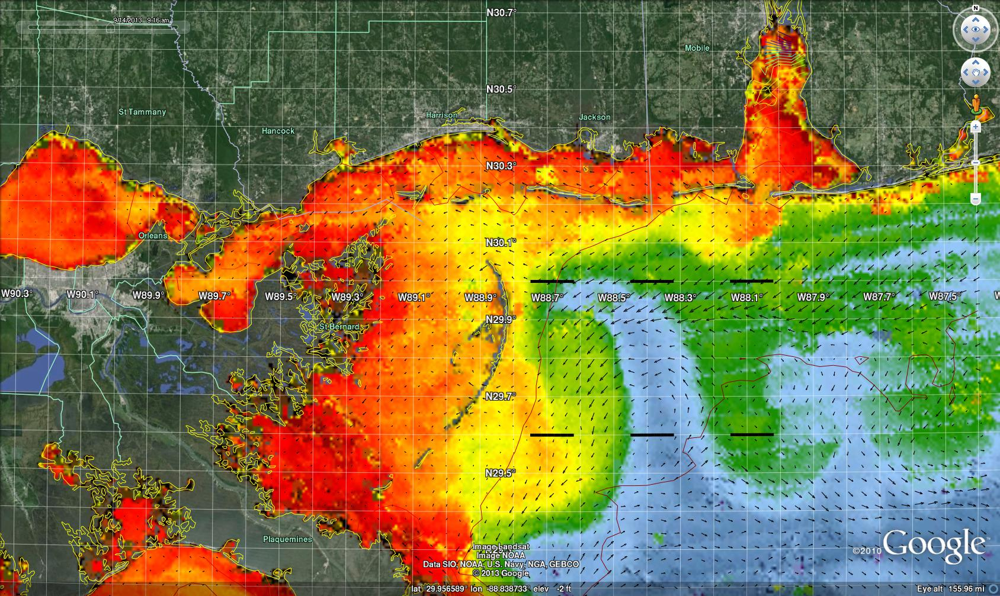 N30.7°
N
9/14/2013 9:16 am
Mobile
N30.5°
St Tammany
Harrison
Jackson
Hancock
N30.3°
Orleans
N30.1°
W90.3° W90.1° W89.9° W89.7° W89.5° W89.3° W89.1° W88.9° W88.7° W88.5° W88.3° W88.1° W87.9° W87.7° W87.5° W
N29.9°
St Bernard
N29.7°
N29.5°
Plaquemines
Image Landsat
Image NOAA
Data SIO, NOAA, U.S. Navy, NGA, GEBCO
© 2013 Google
©2010 Google™
lat 29.956589° lon -88.838733° elev -2 ft
Eye alt 155.96 mi